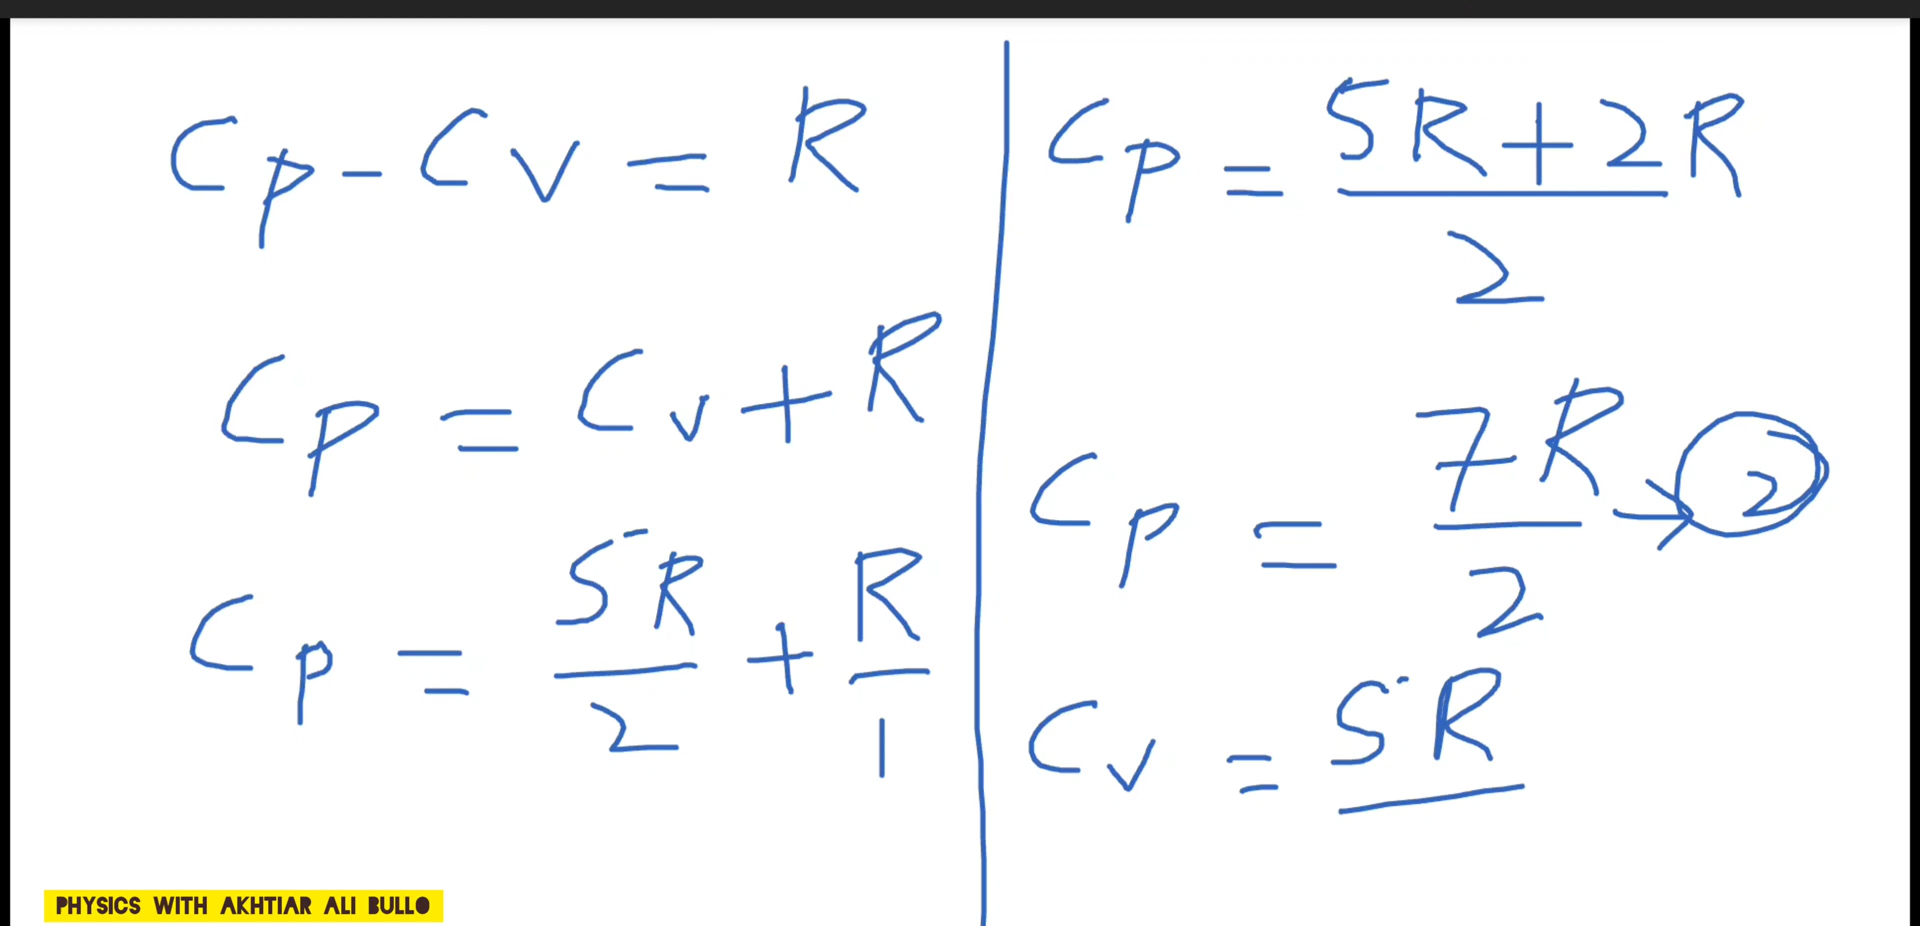 Cp - Cv = R
Cp = Cv + R
Cp = 5R/2 + R/1
Cp = 5R + 2R / 2
Cp = 7R/2 → 2
Cv = 5R
PHYSICS WITH AKHTIAR ALI BULLO